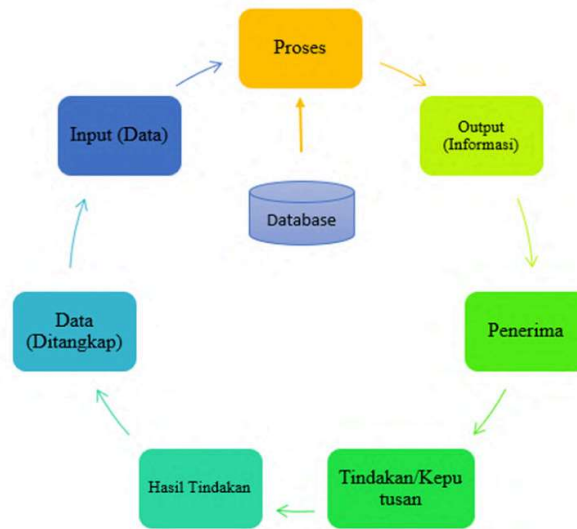 Proses
Input (Data)
Output
(Informasi)
Database
Data
(Ditangkap)
Penerima
Hasil Tindakan
Tindakan/Kepu
tusan